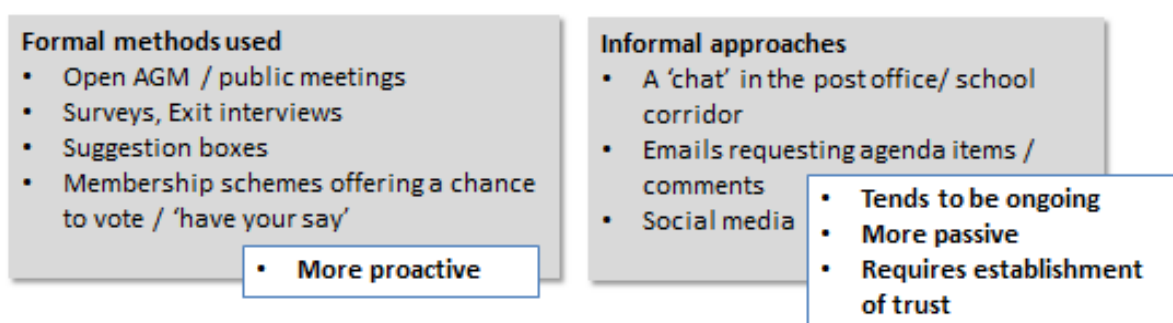 Formal methods used
• Open AGM / public meetings
• Surveys, Exit interviews
• Suggestion boxes
• Membership schemes offering a chance
to vote / ‘have your say’
• More proactive
Informal approaches
• A ‘chat’ in the post office/ school
corridor
• Emails requesting agenda items /
comments
• Social media
• Tends to be ongoing
• More passive
• Requires establishment
of trust